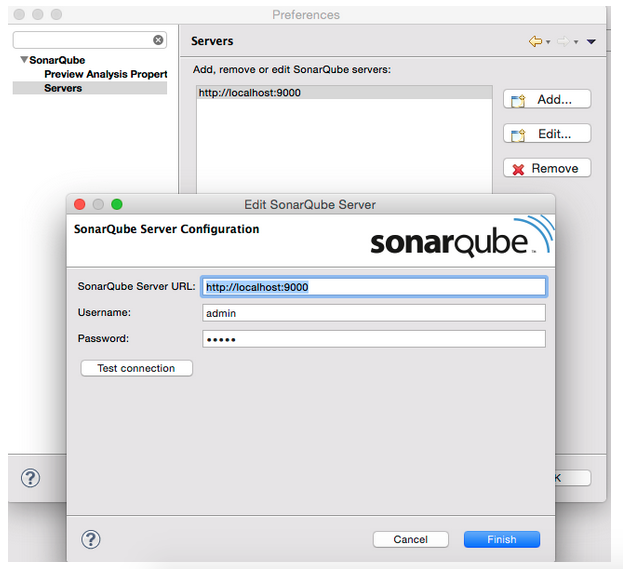 Preferences
SonarQube
Preview Analysis Propert
Servers
Servers
Add, remove or edit SonarQube servers:
http://localhost:9000
Add...
Edit...
Remove
Edit SonarQube Server
SonarQube Server Configuration
sonarqube™
SonarQube Server URL: http://localhost:9000
Username: admin
Password: •••••
Test connection
?
K
?
Cancel
Finish